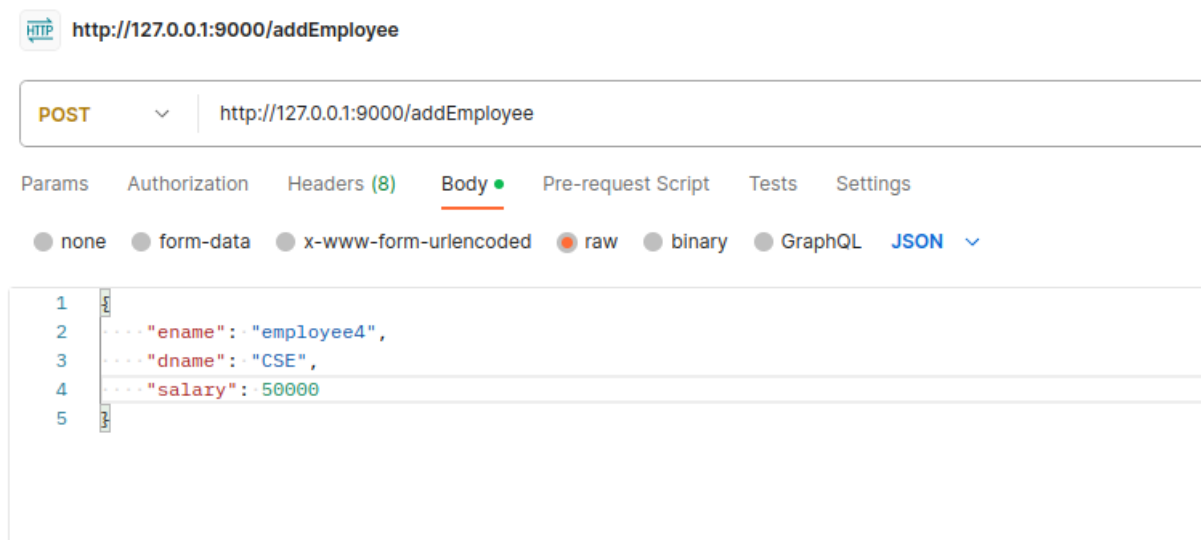 HTTP http://127.0.0.1:9000/addEmployee
POST http://127.0.0.1:9000/addEmployee
Params Authorization Headers (8) Body Pre-request Script Tests Settings
none form-data x-www-form-urlencoded raw binary GraphQL JSON
1 {
2 ····"ename":·"employee4",
3 ····"dname":·"CSE",
4 ····"salary":·50000
5 }